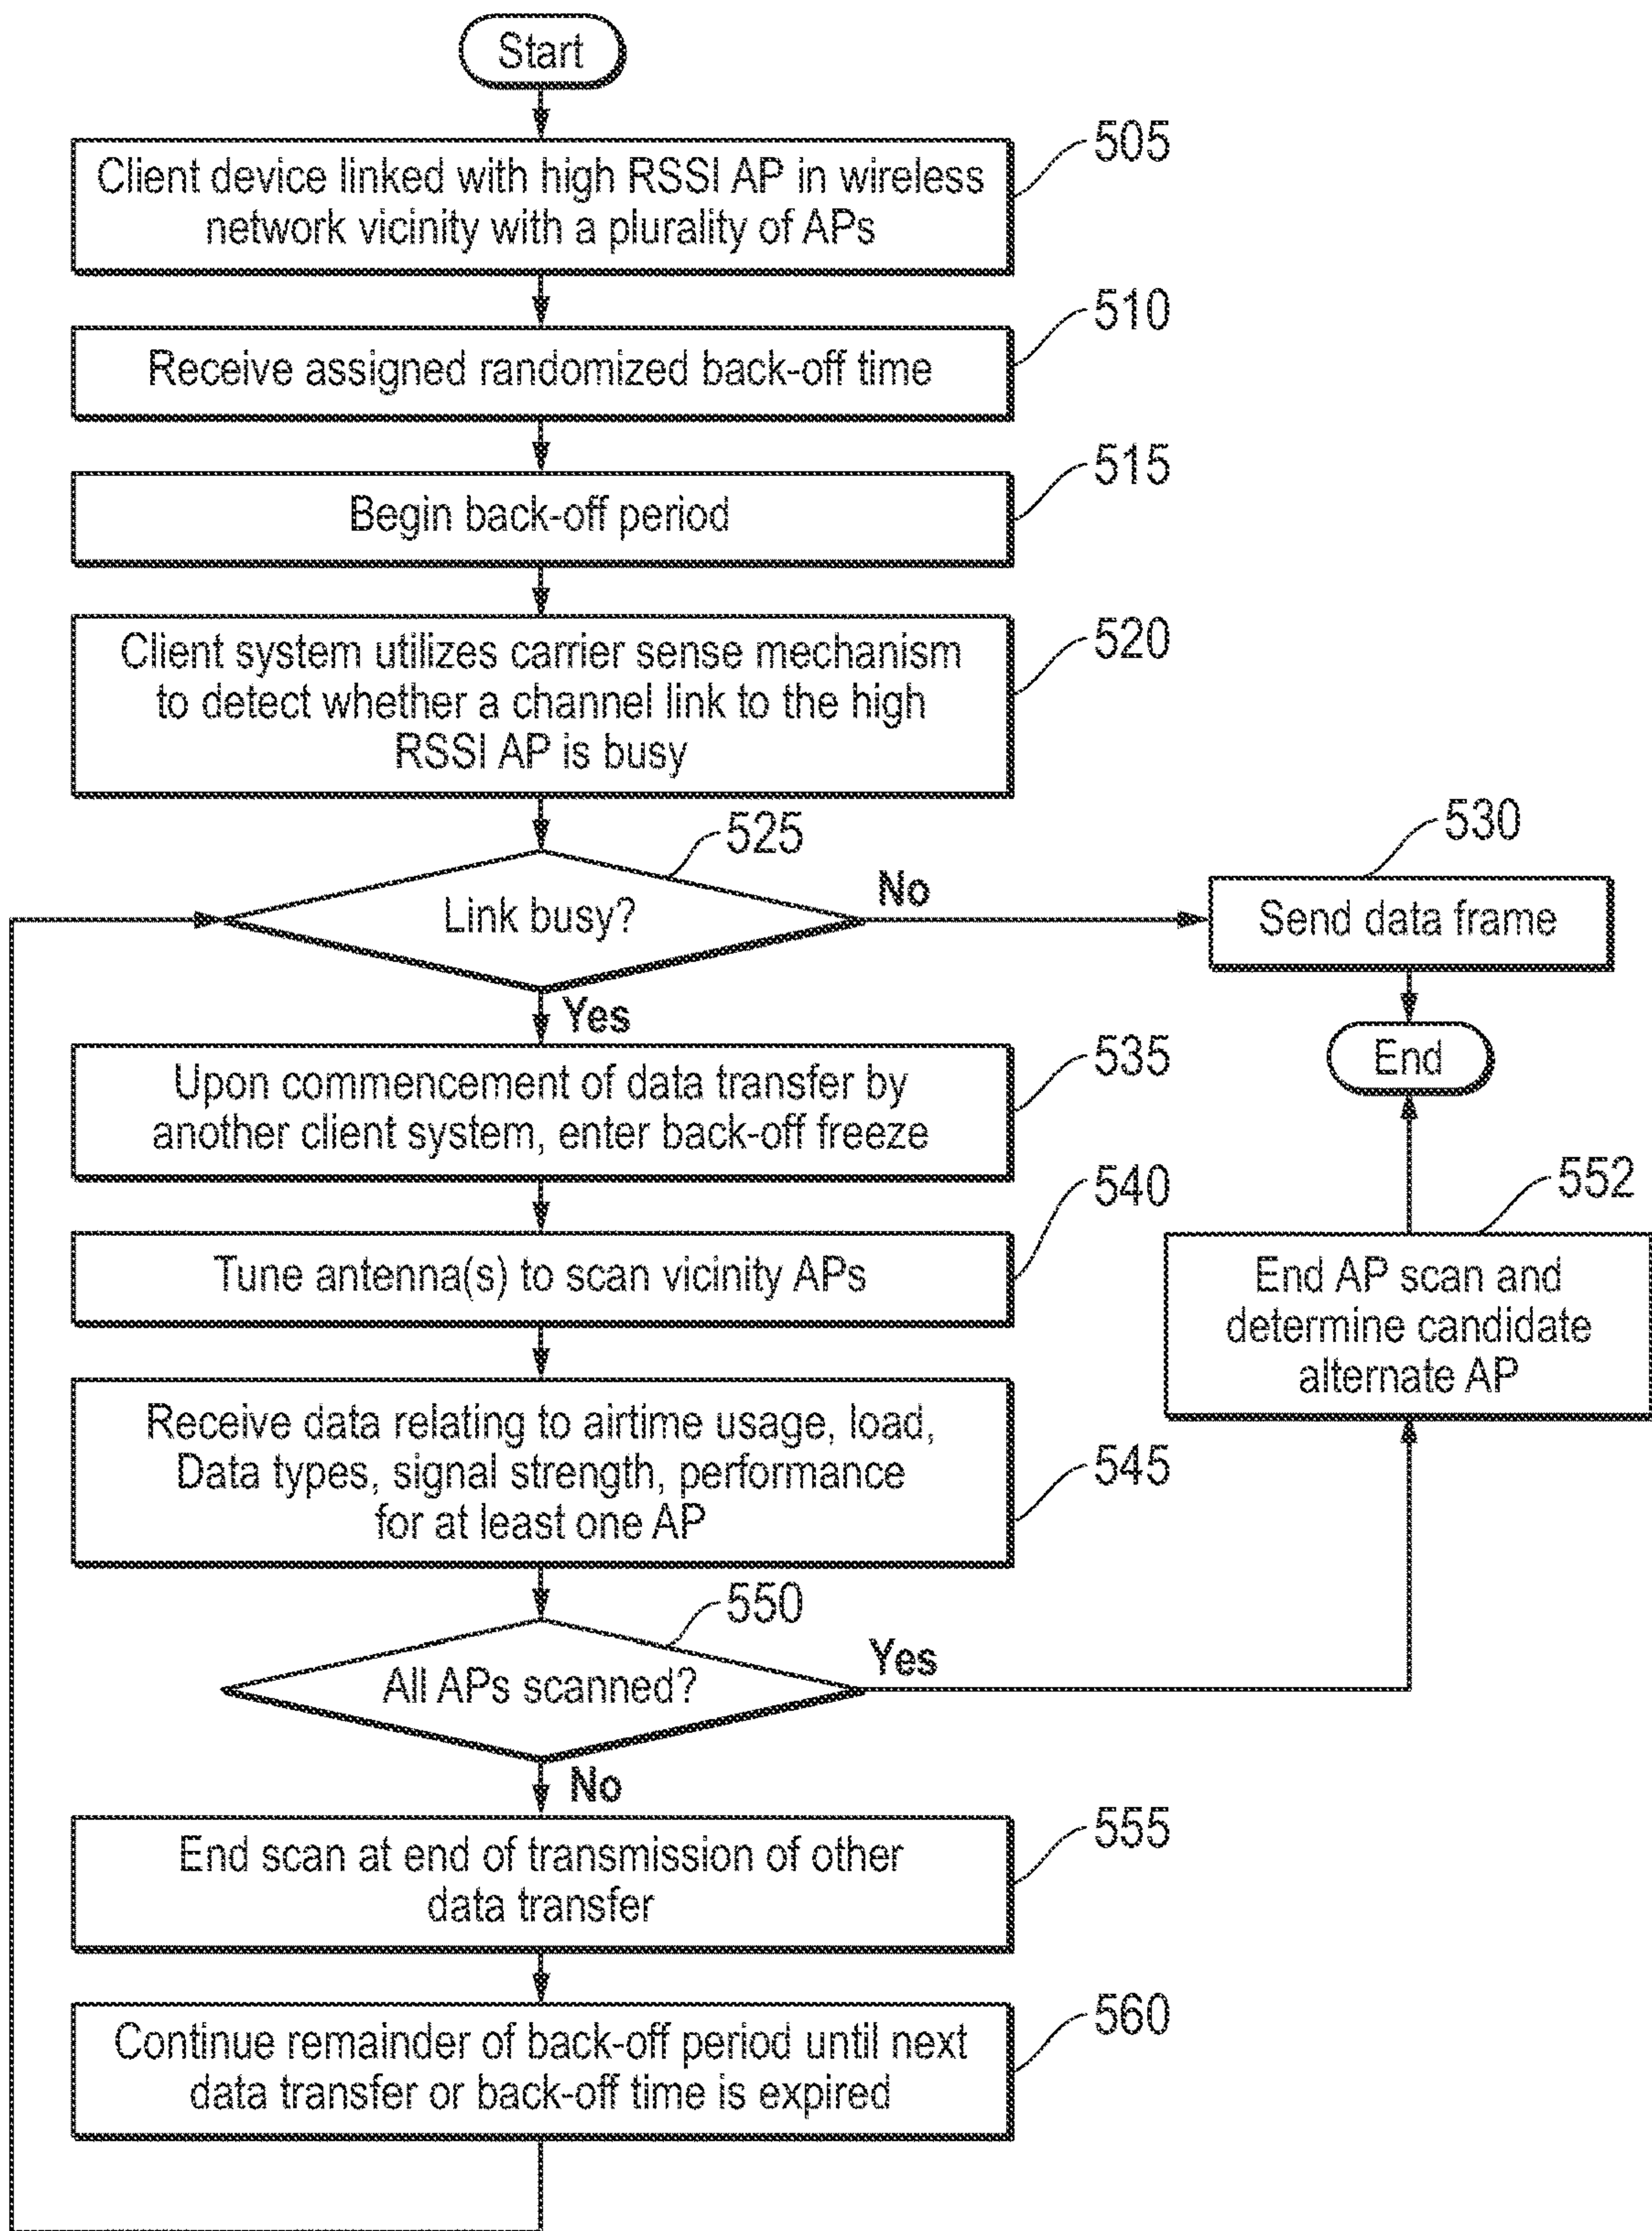 Start
505
Client device linked with high RSSI AP in wireless
network vicinity with a plurality of APs
510
Receive assigned randomized back-off time
515
Begin back-off period
520
Client system utilizes carrier sense mechanism
to detect whether a channel link to the high
RSSI AP is busy
525
Link busy?
No
530
Send data frame
End
Yes
535
Upon commencement of data transfer by
another client system, enter back-off freeze
540
Tune antenna(s) to scan vicinity APs
552
End AP scan and
determine candidate
alternate AP
545
Receive data relating to airtime usage, load,
Data types, signal strength, performance
for at least one AP
550
All APs scanned?
Yes
No
555
End scan at end of transmission of other
data transfer
560
Continue remainder of back-off period until next
data transfer or back-off time is expired